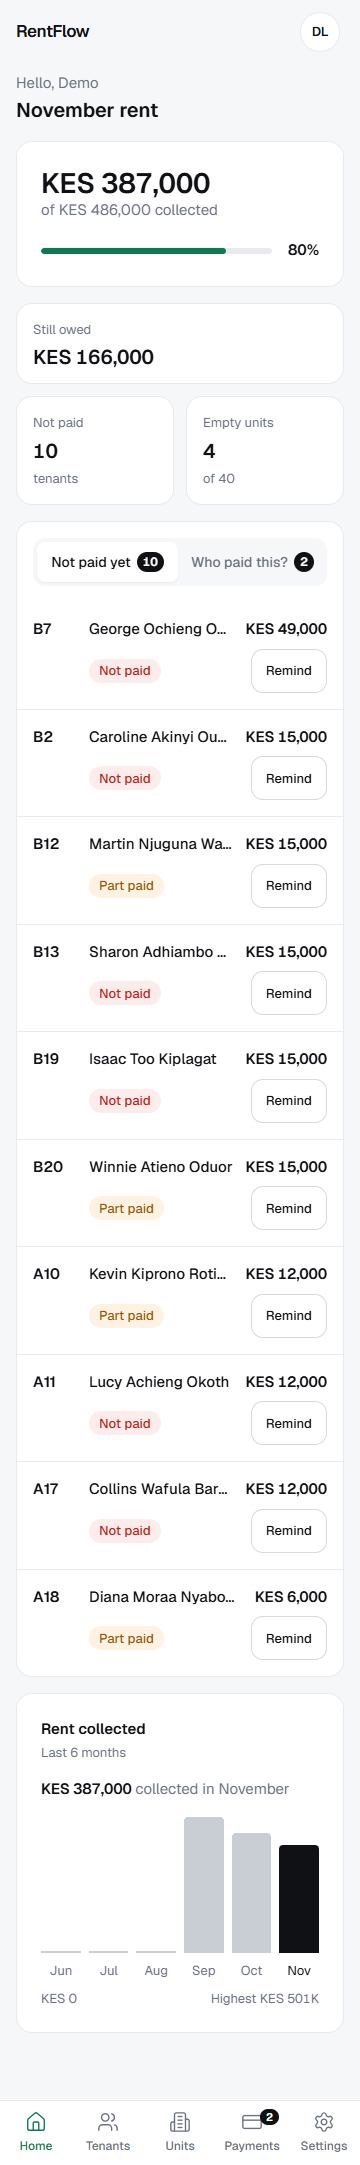 RentFlow
DL
Hello, Demo
November rent
KES 387,000
of KES 486,000 collected
80%
Still owed
KES 166,000
Not paid
10
tenants
Empty units
4
of 40
Not paid yet 10
Who paid this? 2
B7 George Ochieng O... KES 49,000
Not paid Remind
B2 Caroline Akinyi Ou... KES 15,000
Not paid Remind
B12 Martin Njuguna Wa... KES 15,000
Part paid Remind
B13 Sharon Adhiambo ... KES 15,000
Not paid Remind
B19 Isaac Too Kiplagat KES 15,000
Not paid Remind
B20 Winnie Atieno Oduor KES 15,000
Part paid Remind
A10 Kevin Kiprono Roti... KES 12,000
Part paid Remind
A11 Lucy Achieng Okoth KES 12,000
Not paid Remind
A17 Collins Wafula Bar... KES 12,000
Not paid Remind
A18 Diana Moraa Nyabo... KES 6,000
Part paid Remind
Rent collected
Last 6 months
KES 387,000 collected in November
Jun Jul Aug Sep Oct Nov
KES 0 Highest KES 501K
2
Home Tenants Units Payments Settings